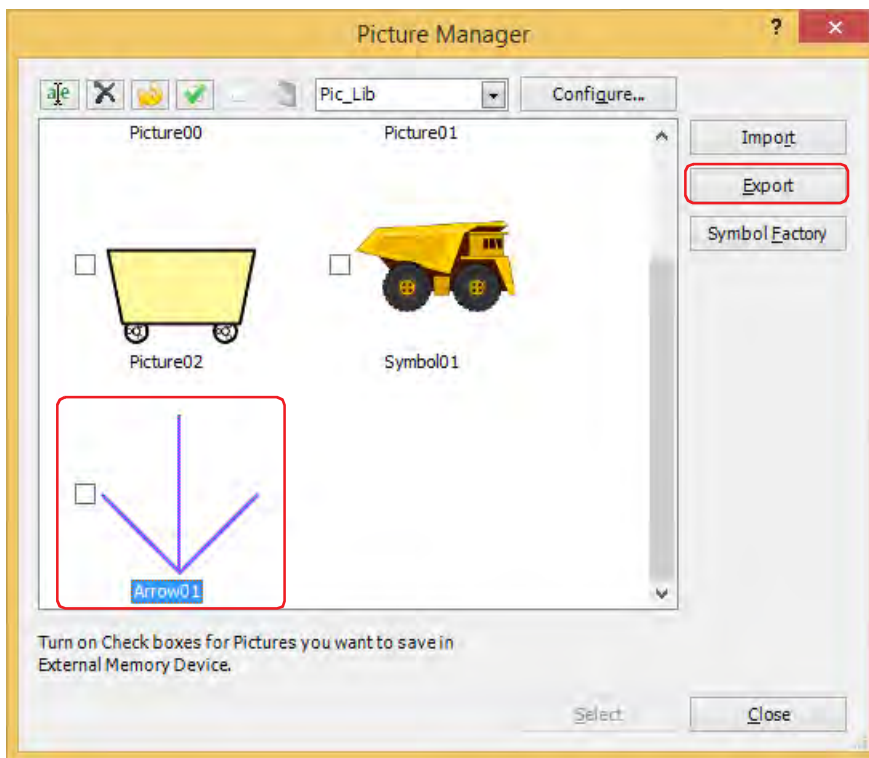 Picture Manager
?
Pic_Lib
Configure...
Picture00
Picture01
Import
Export
Symbol Factory
Picture02
Symbol01
Arrow01
Turn on Check boxes for Pictures you want to save in
External Memory Device.
Select
Close